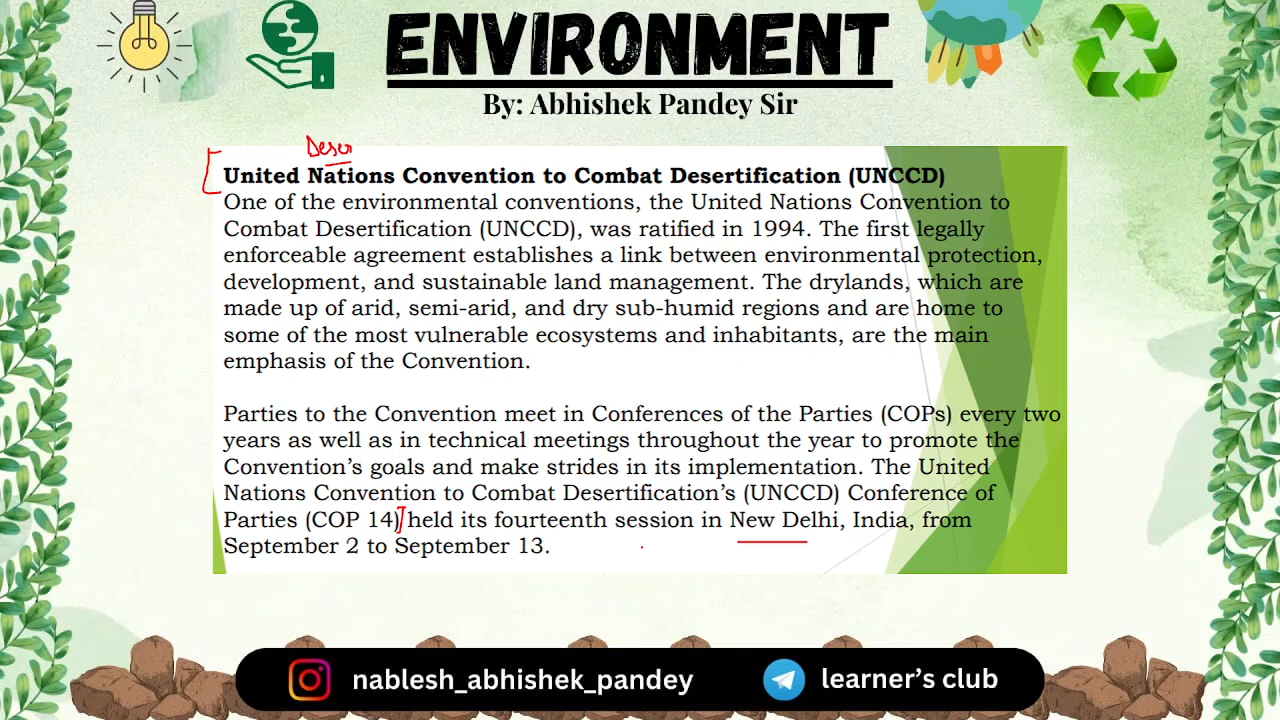 ENVIRONMENT
By: Abhishek Pandey Sir
Deser
United Nations Convention to Combat Desertification (UNCCD)
One of the environmental conventions, the United Nations Convention to
Combat Desertification (UNCCD), was ratified in 1994. The first legally
enforceable agreement establishes a link between environmental protection,
development, and sustainable land management. The drylands, which are
made up of arid, semi-arid, and dry sub-humid regions and are home to
some of the most vulnerable ecosystems and inhabitants, are the main
emphasis of the Convention.
Parties to the Convention meet in Conferences of the Parties (COPs) every two
years as well as in technical meetings throughout the year to promote the
Convention's goals and make strides in its implementation. The United
Nations Convention to Combat Desertification's (UNCCD) Conference of
Parties (COP 14) held its fourteenth session in New Delhi, India, from
September 2 to September 13.
nablesh_abhishek_pandey
learner's club